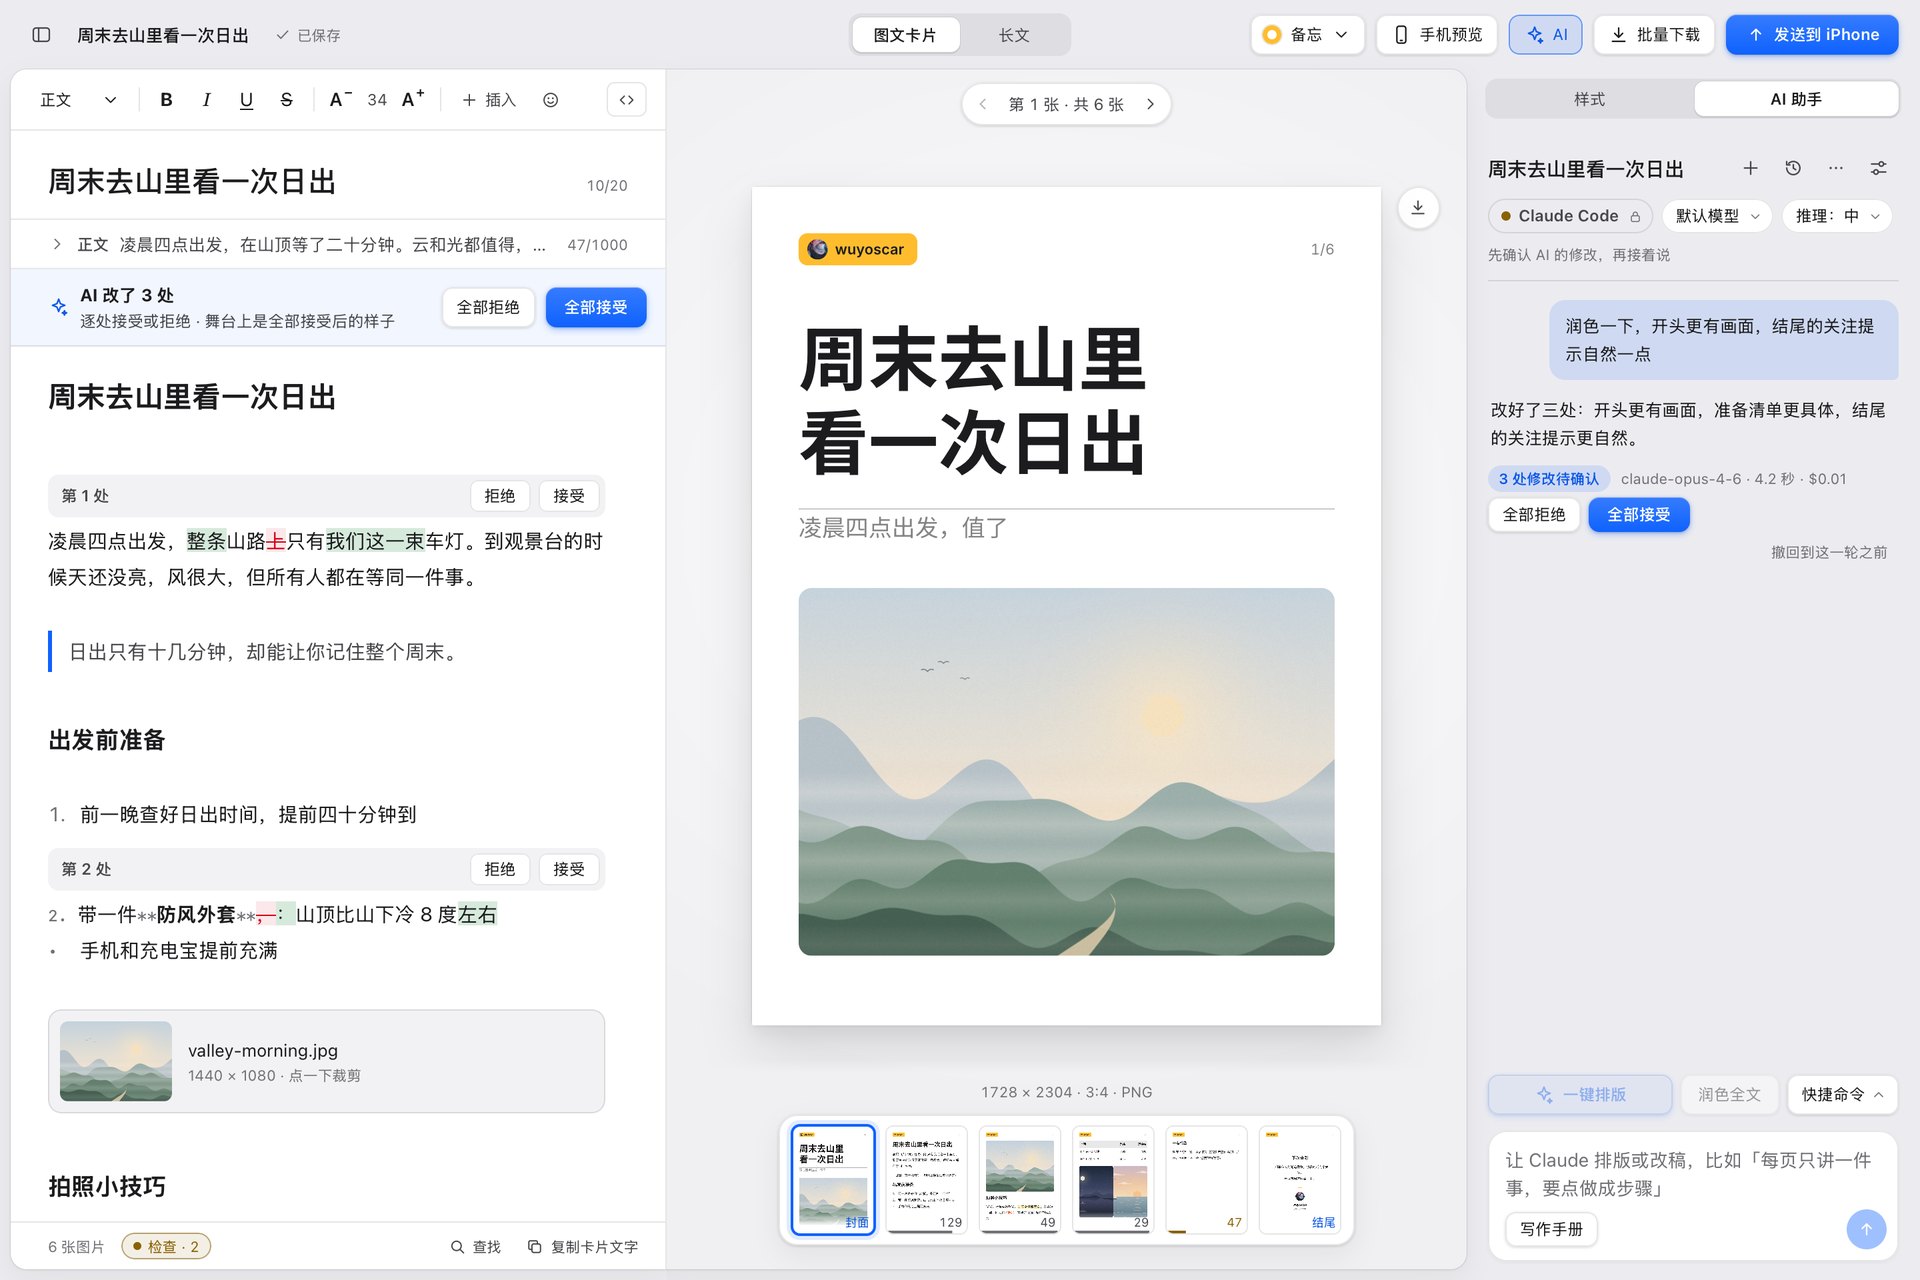 周末去山里看一次日出
已保存
图文卡片
长文
备忘
手机预览
AI
批量下载
发送到 iPhone
正文
B I U S
A⁻ 34 A⁺
插入
周末去山里看一次日出
10/20
正文 凌晨四点出发，在山顶等了二十分钟。云和光都值得，...
47/1000
AI 改了 3 处
逐处接受或拒绝 · 舞台上是全部接受后的样子
全部拒绝
全部接受
周末去山里看一次日出
第 1 处
拒绝
接受
凌晨四点出发，整条山路上只有我们这一束车灯。到观景台的时
候天还没亮，风很大，但所有人都在等同一件事。
日出只有十几分钟，却能让你记住整个周末。
出发前准备
1. 前一晚查好日出时间，提前四十分钟到
第 2 处
拒绝
接受
2. 带一件**防风外套**，：山顶比山下冷 8 度左右
• 手机和充电宝提前充满
valley-morning.jpg
1440 × 1080 · 点一下裁剪
拍照小技巧
6 张图片
检查 · 2
查找
复制卡片文字
第 1 张 · 共 6 张
wuyoscar
1/6
周末去山里
看一次日出
凌晨四点出发，值了
1728 × 2304 · 3:4 · PNG
周末去山里
看一次日出
封面
周末去山里看一次日出
129
49
29
47
结尾
样式
AI 助手
周末去山里看一次日出
Claude Code
默认模型
推理：中
先确认 AI 的修改，再接着说
润色一下，开头更有画面，结尾的关注提
示自然一点
改好了三处：开头更有画面，准备清单更具体，结尾
的关注提示更自然。
3 处修改待确认
claude-opus-4-6 · 4.2 秒 · $0.01
全部拒绝
全部接受
撤回到这一轮之前
一键排版
润色全文
快捷命令
让 Claude 排版或改稿，比如「每页只讲一件
事，要点做成步骤」
写作手册